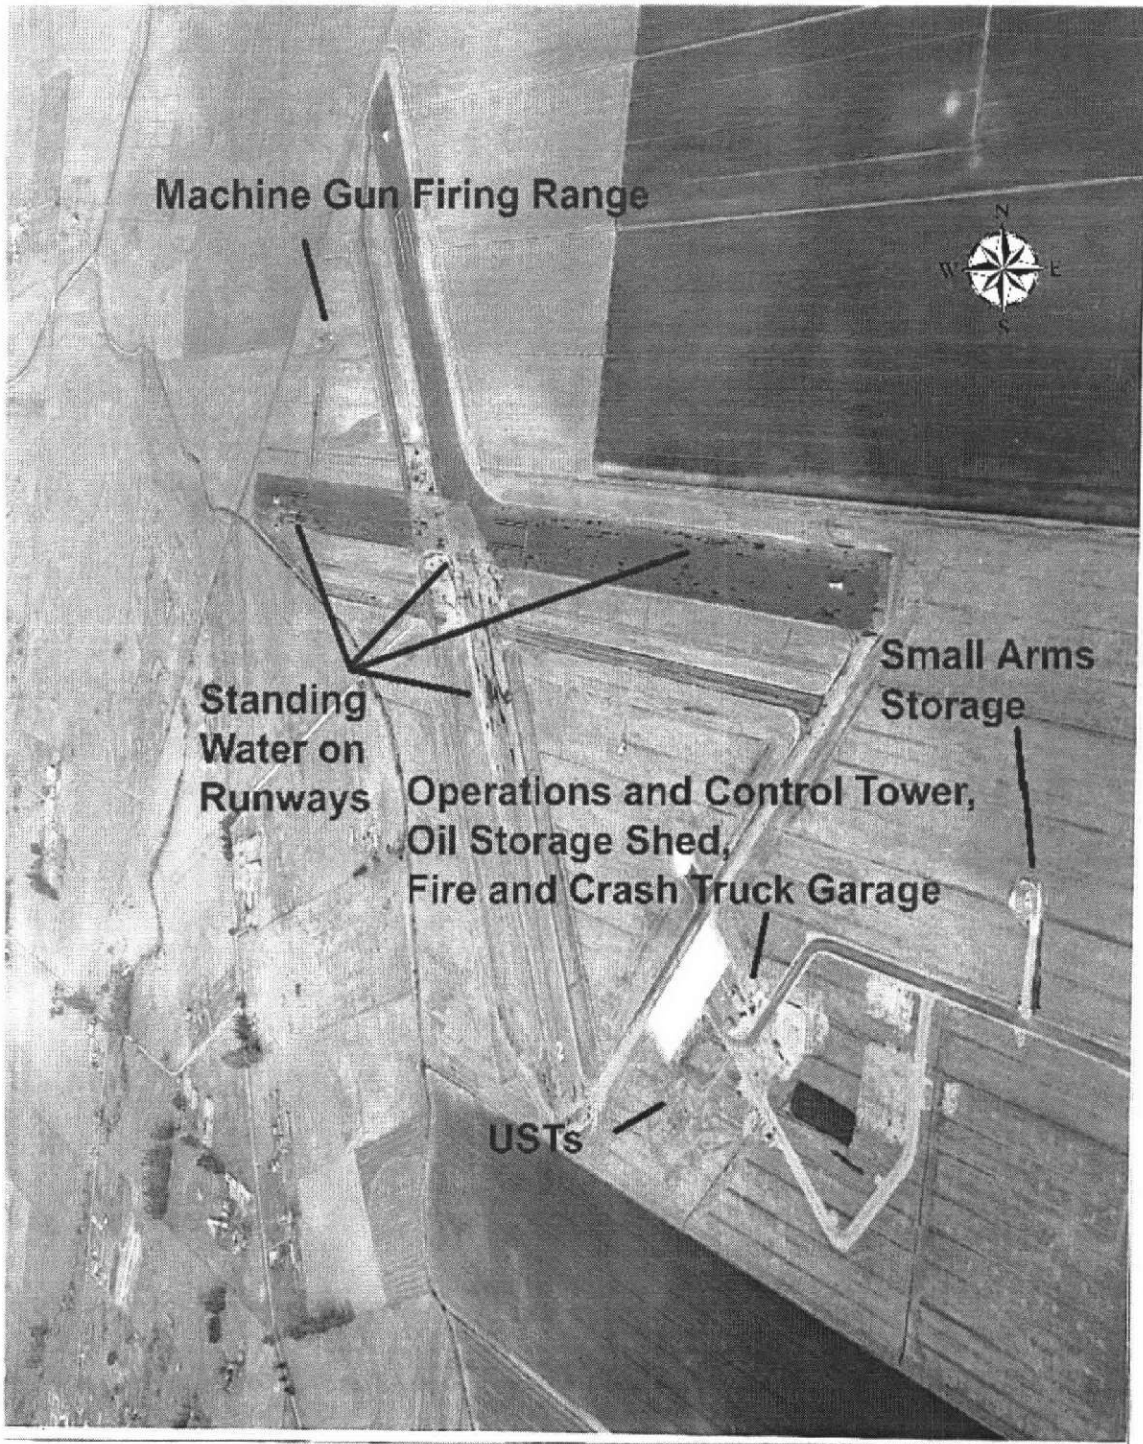 Machine Gun Firing Range
N
W E
S
Small Arms
Storage
Standing
Water on
Runways
Operations and Control Tower,
Oil Storage Shed,
Fire and Crash Truck Garage
USTs